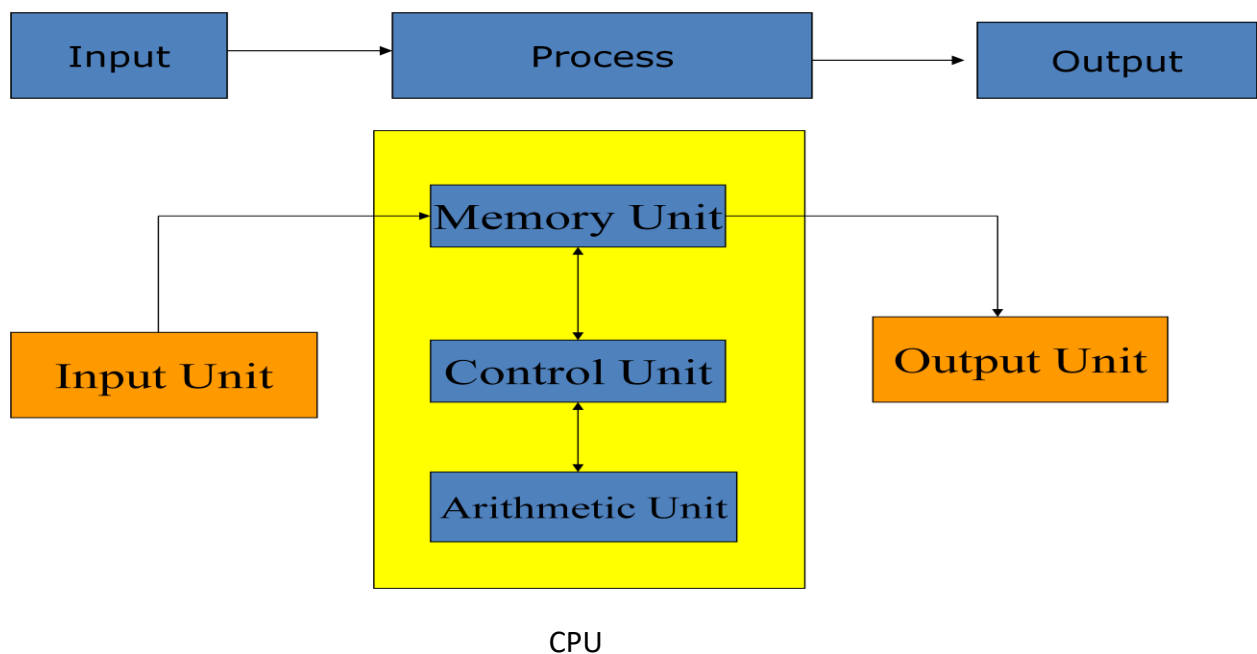 Input
Process
Output
Memory Unit
Input Unit
Control Unit
Output Unit
Arithmetic Unit
CPU